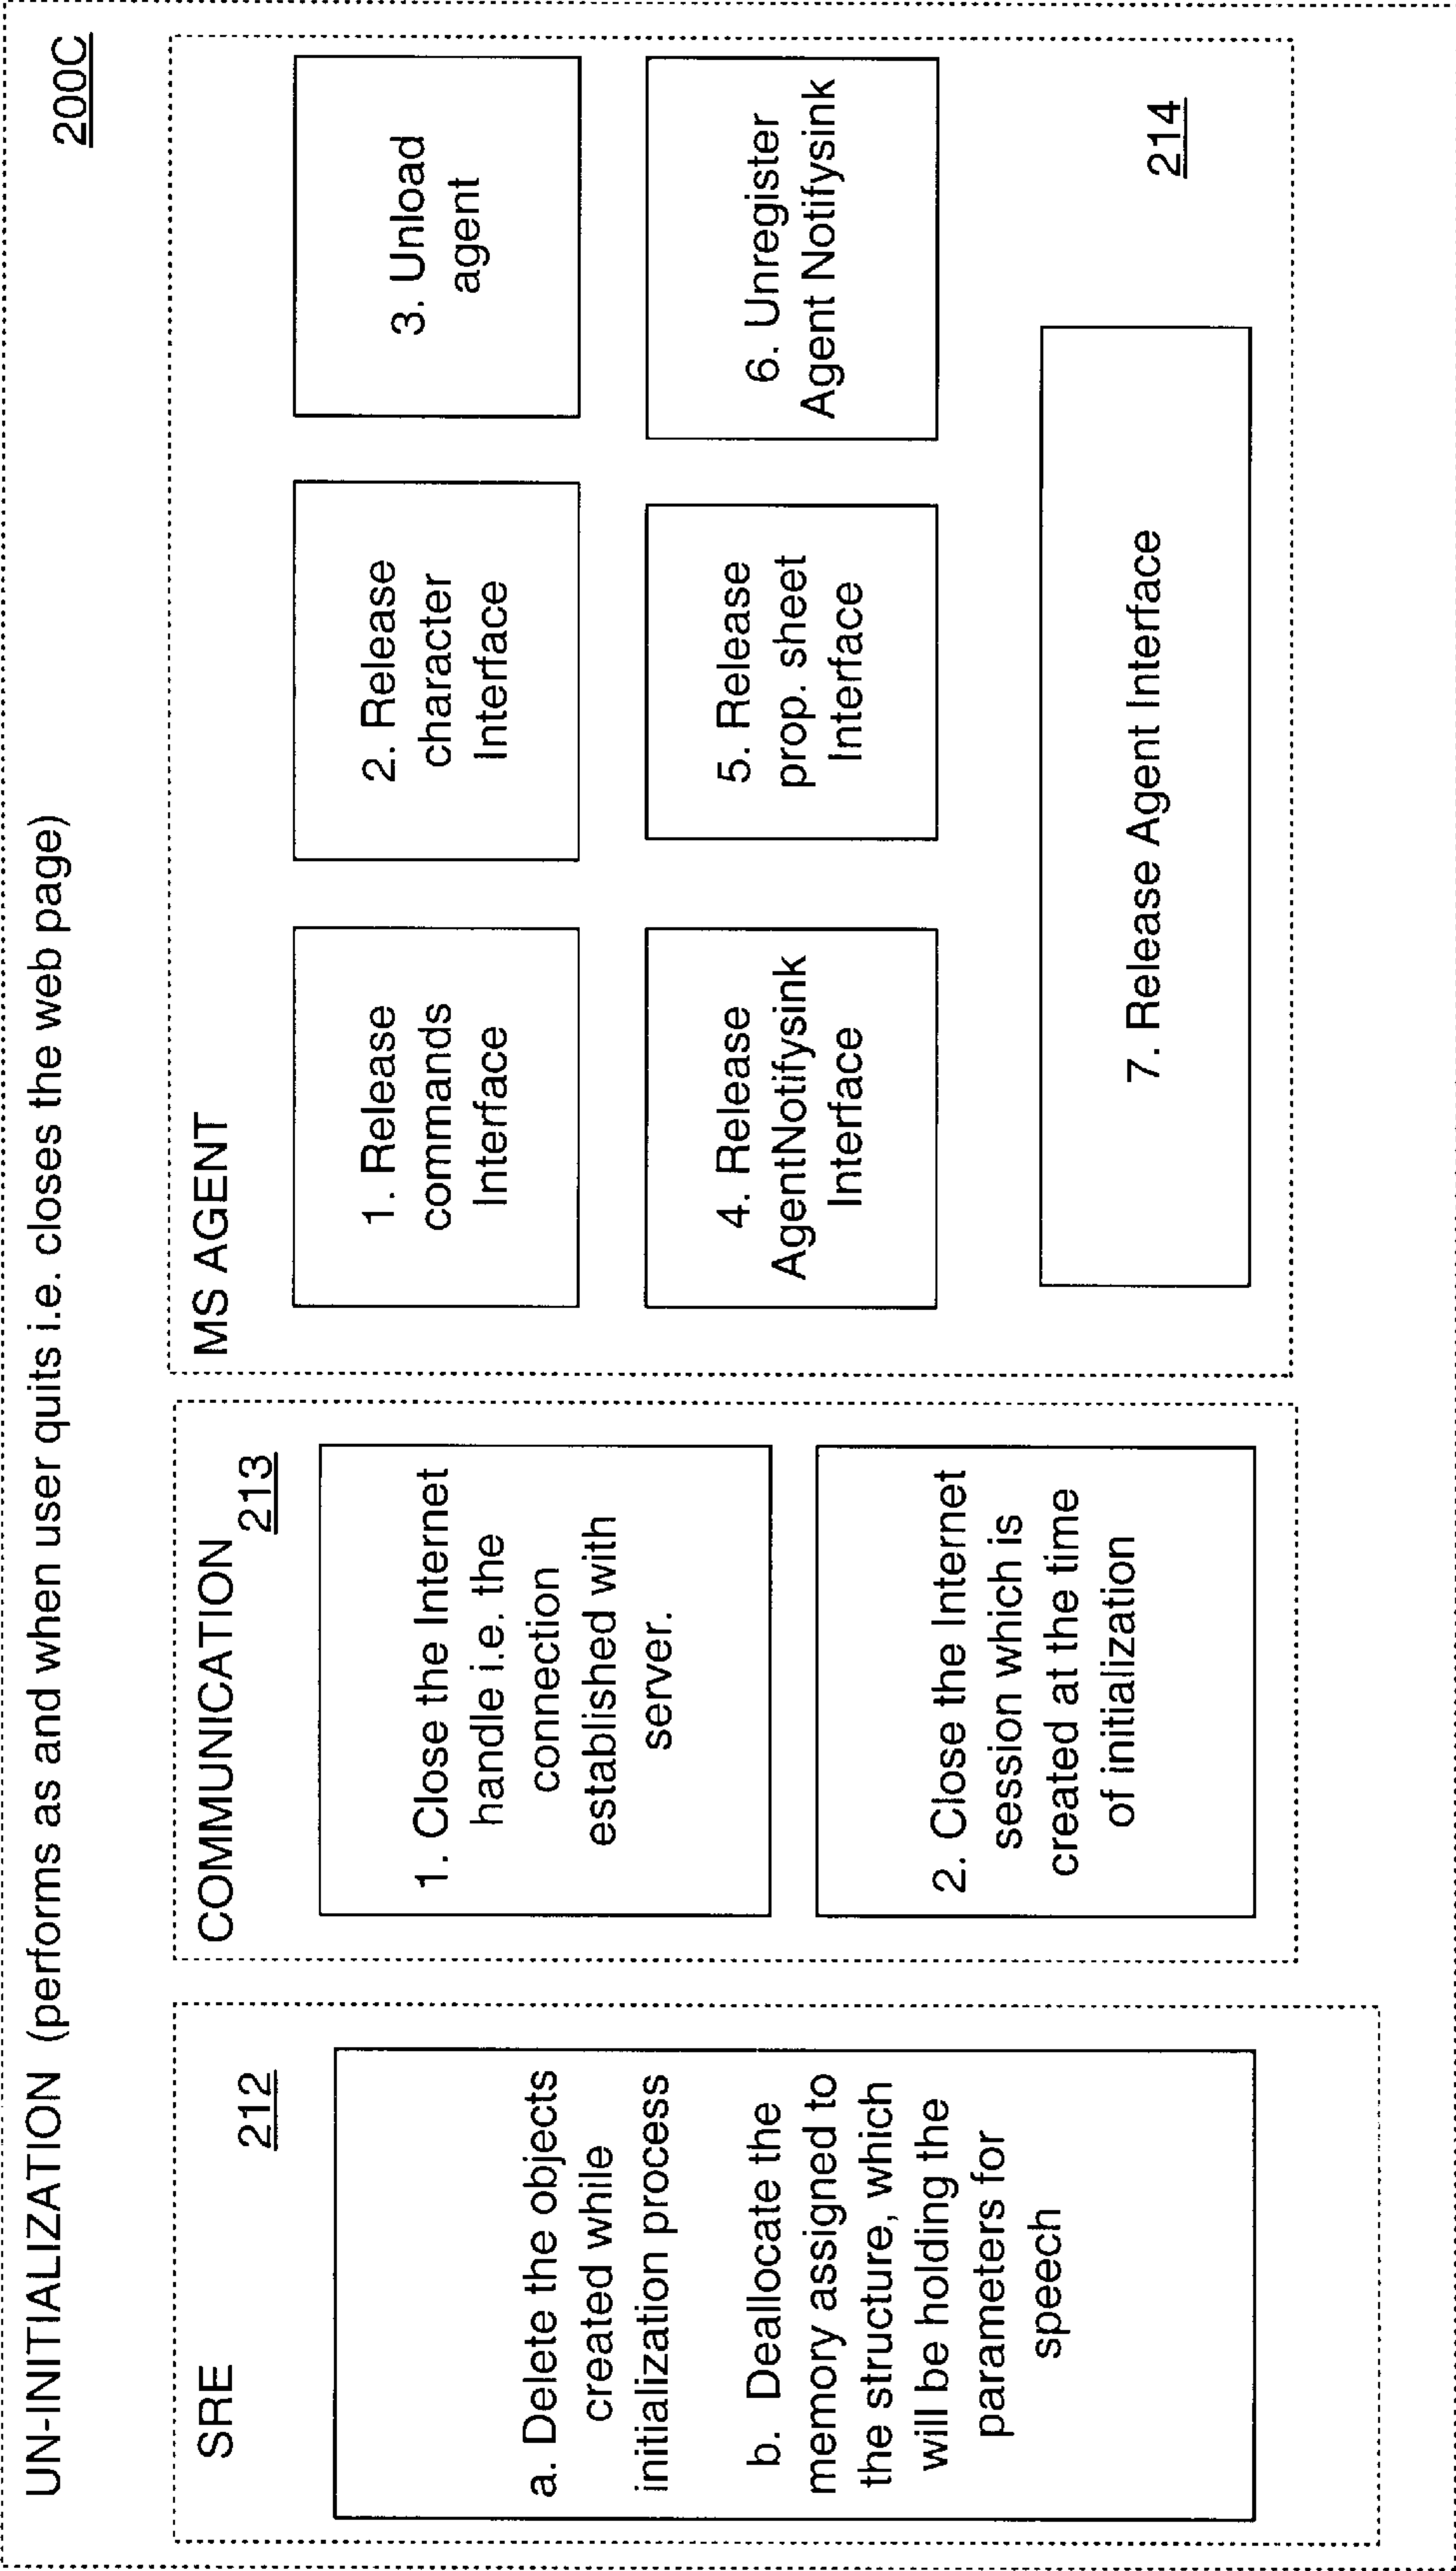 UN-INITIALIZATION (performs as and when user quits i.e. closes the web page)
200C
SRE
212
a. Delete the objects
created while
initialization process
b. Deallocate the
memory assigned to
the structure, which
will be holding the
parameters for
speech
COMMUNICATION
213
1. Close the Internet
handle i.e. the
connection
established with
server.
2. Close the Internet
session which is
created at the time
of initialization
MS AGENT
1. Release
commands
Interface
2. Release
character
Interface
3. Unload
agent
4. Release
AgentNotifysink
Interface
5. Release
prop. sheet
Interface
6. Unregister
Agent Notifysink
7. Release Agent Interface
214